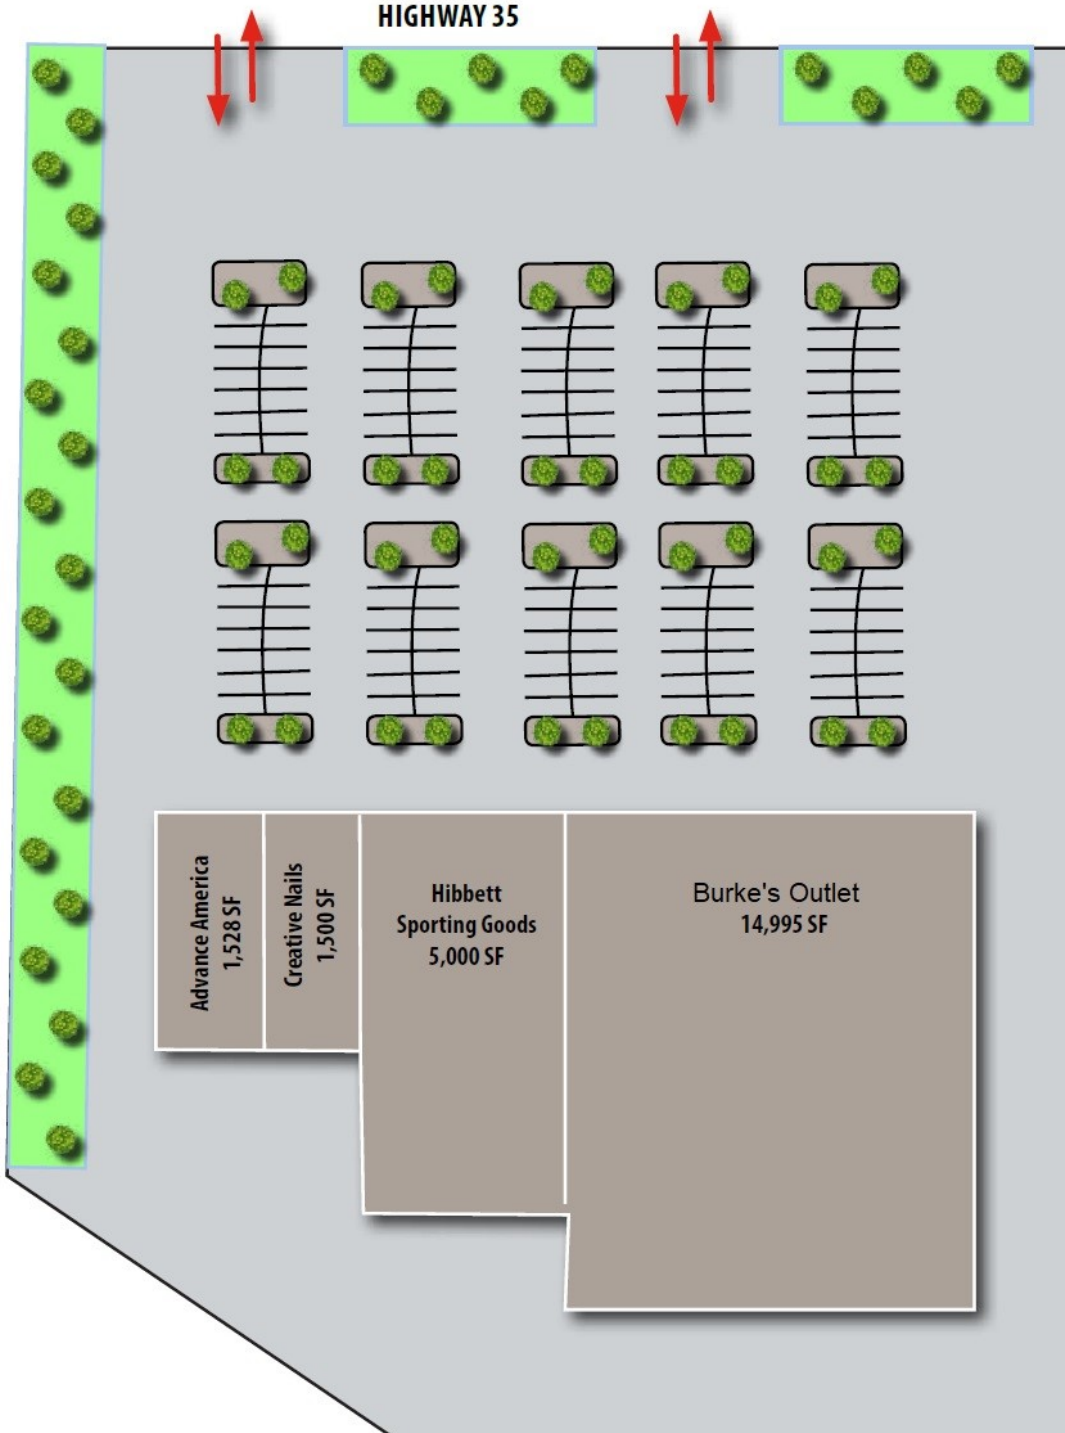 HIGHWAY 35
Advance America
1,528 SF
Creative Nails
1,500 SF
Hibbett
Sporting Goods
5,000 SF
Burke's Outlet
14,995 SF